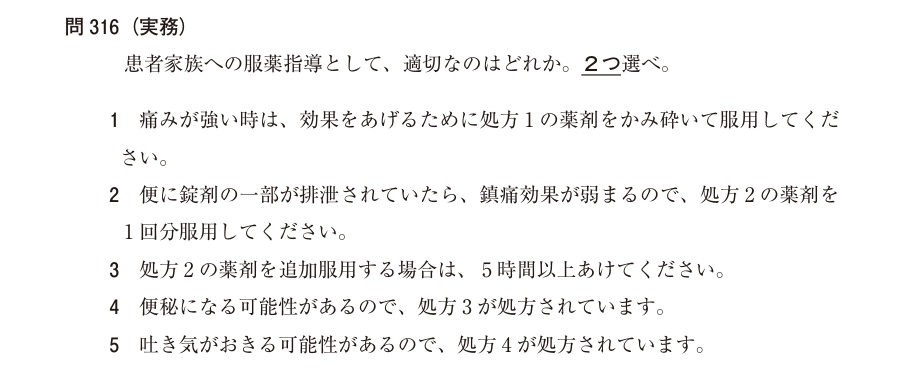 問 316（実務）
患者家族への服薬指導として、適切なのはどれか。２つ選べ。
1 痛みが強い時は、効果をあげるために処方１の薬剤をかみ砕いて服用してくだ
さい。
2 便に錠剤の一部が排泄されていたら、鎮痛効果が弱まるので、処方２の薬剤を
１回分服用してください。
3 処方２の薬剤を追加服用する場合は、５時間以上あけてください。
4 便秘になる可能性があるので、処方３が処方されています。
5 吐き気がおきる可能性があるので、処方４が処方されています。